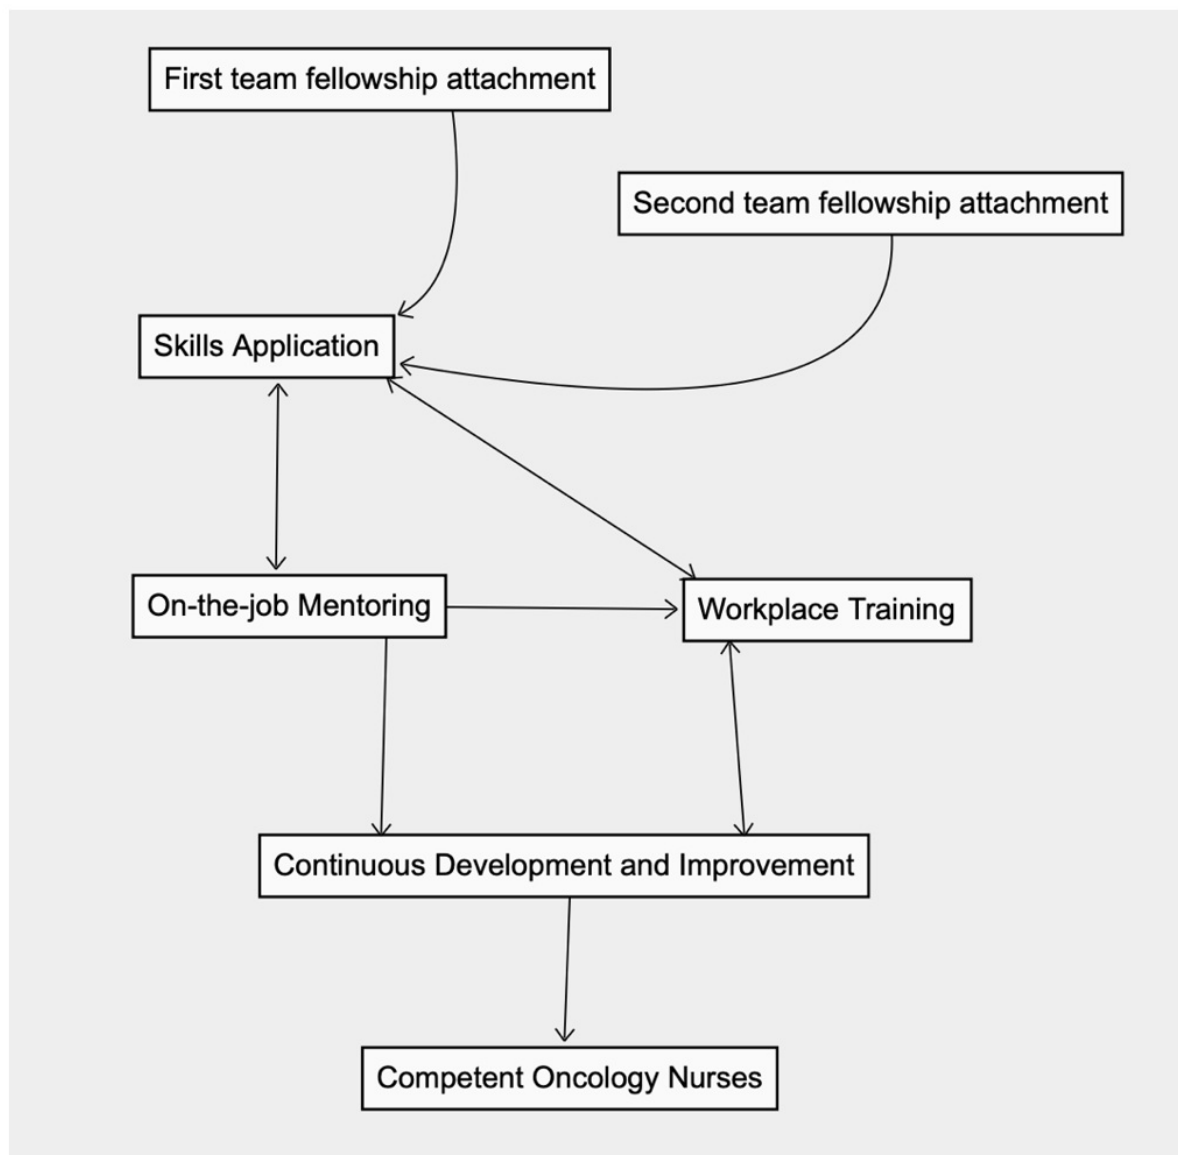 First team fellowship attachment
Second team fellowship attachment
Skills Application
On-the-job Mentoring
Workplace Training
Continuous Development and Improvement
Competent Oncology Nurses